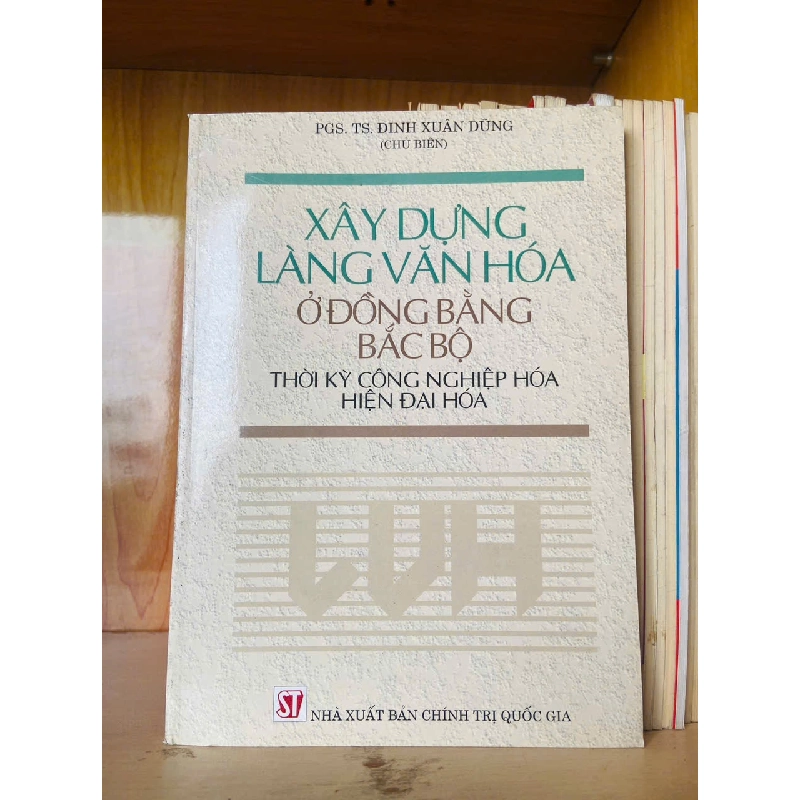 PGS. TS. ĐINH XUÂN DŨNG
(CHỦ BIÊN)
XÂY DỰNG
LÀNG VĂN HÓA
Ở ĐỒNG BẰNG
BẮC BỘ
THỜI KỲ CÔNG NGHIỆP HÓA
HIỆN ĐẠI HÓA
LVH
ST
NHÀ XUẤT BẢN CHÍNH TRỊ QUỐC GIA